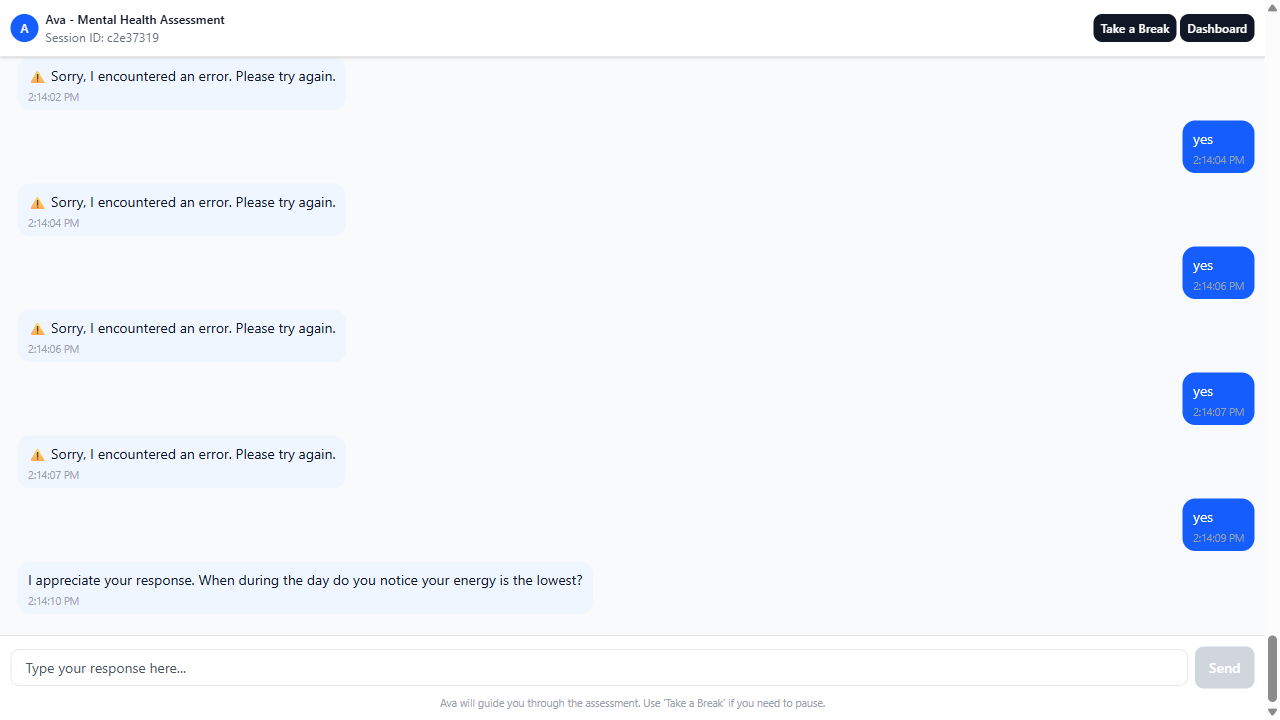 A
Ava - Mental Health Assessment
Session ID: c2e37319
Take a Break
Dashboard
⚠️ Sorry, I encountered an error. Please try again.
2:14:02 PM
yes
2:14:04 PM
⚠️ Sorry, I encountered an error. Please try again.
2:14:04 PM
yes
2:14:06 PM
⚠️ Sorry, I encountered an error. Please try again.
2:14:06 PM
yes
2:14:07 PM
⚠️ Sorry, I encountered an error. Please try again.
2:14:07 PM
yes
2:14:09 PM
I appreciate your response. When during the day do you notice your energy is the lowest?
2:14:10 PM
Type your response here...
Send
Ava will guide you through the assessment. Use 'Take a Break' if you need to pause.